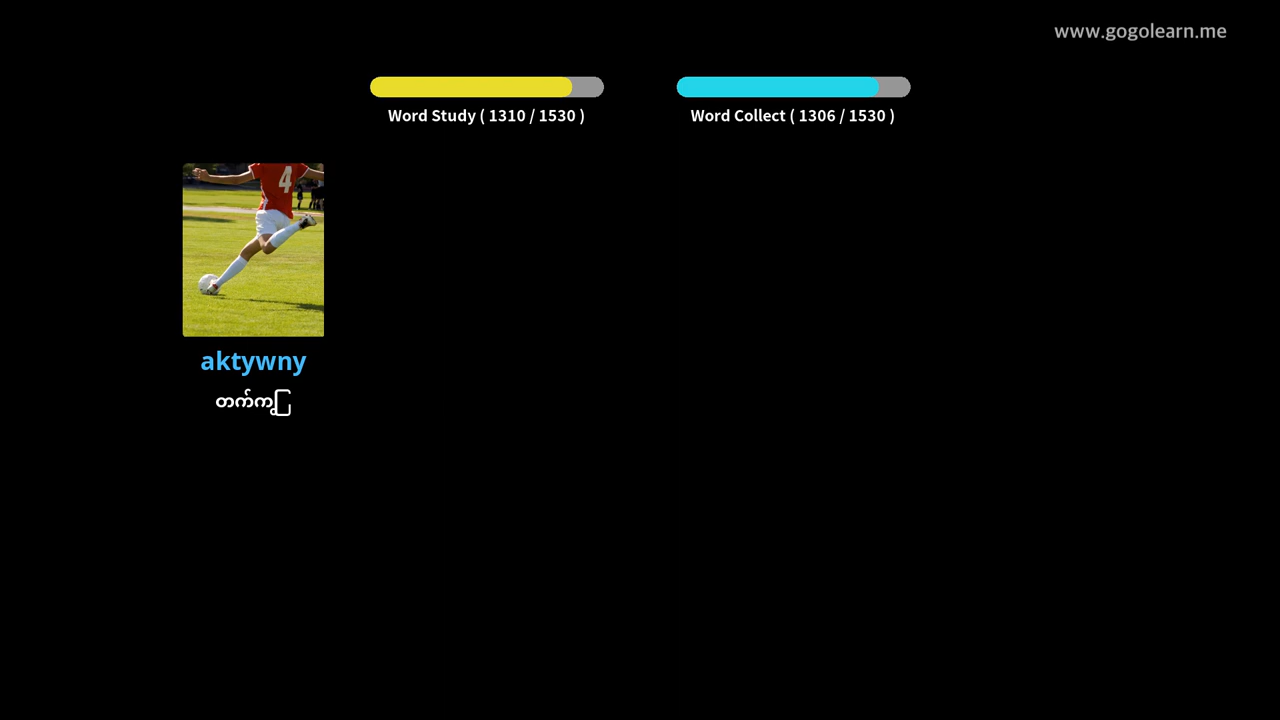 www.gogolearn.me
Word Study ( 1310 / 1530 )
Word Collect ( 1306 / 1530 )
4
aktywny
တက်ကွြ